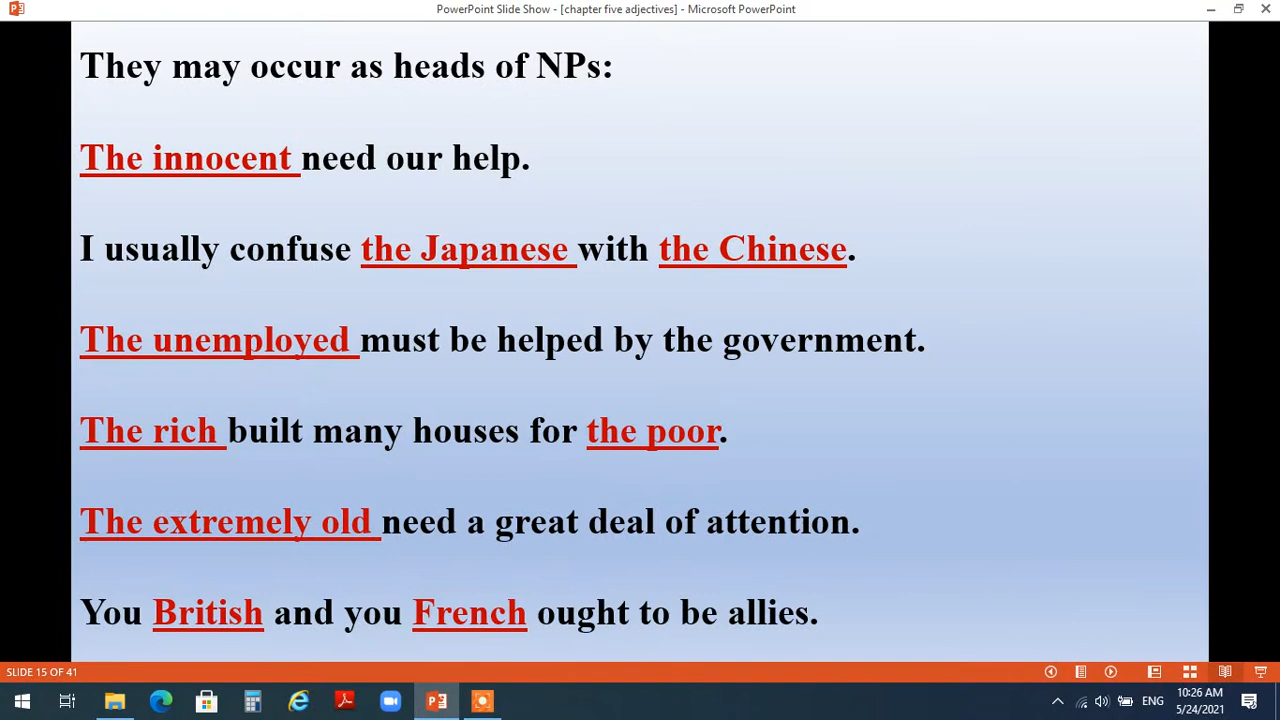 PowerPoint Slide Show - [chapter five adjectives] - Microsoft PowerPoint
They may occur as heads of NPs:
The innocent need our help.
I usually confuse the Japanese with the Chinese.
The unemployed must be helped by the government.
The rich built many houses for the poor.
The extremely old need a great deal of attention.
You British and you French ought to be allies.
SLIDE 15 OF 41
ENG
10:26 AM
5/24/2021